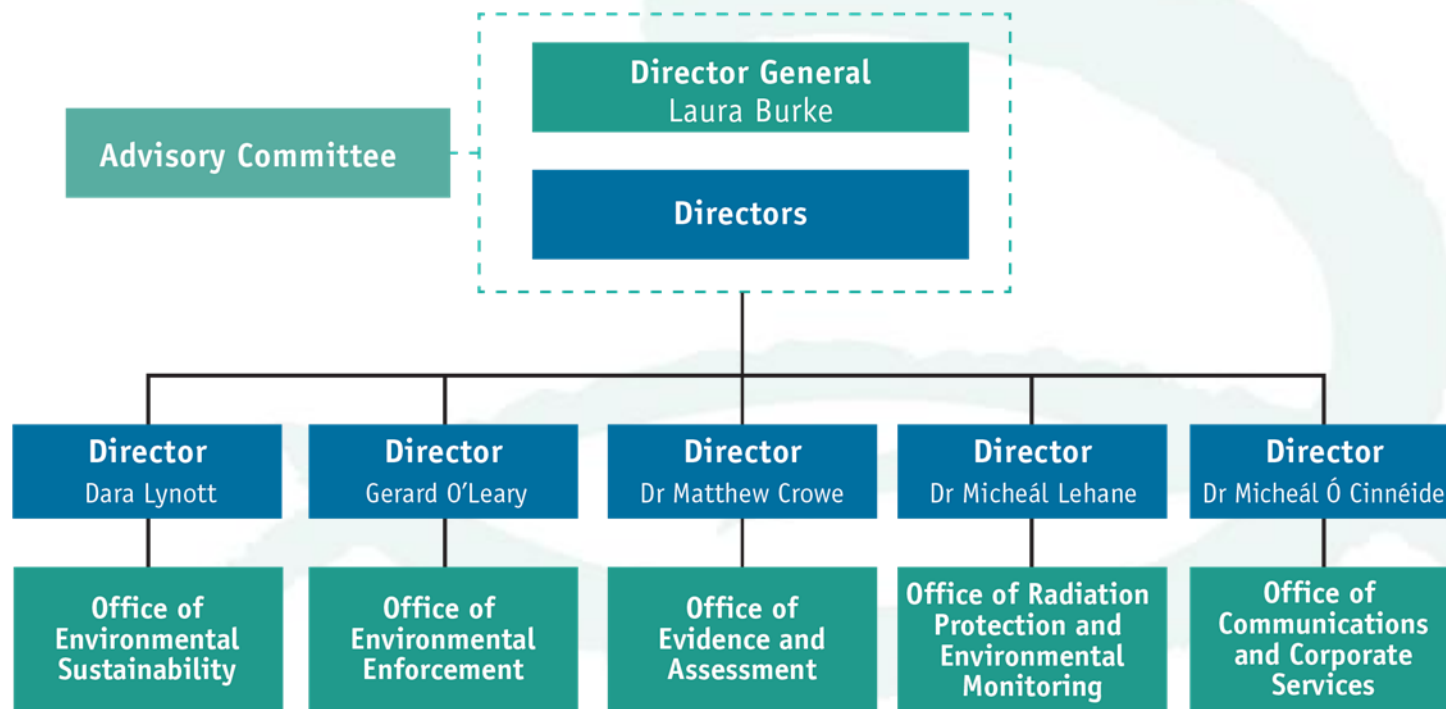 Director General
Laura Burke
Advisory Committee
Directors
Director
Dara Lynott
Director
Gerard O’Leary
Director
Dr Matthew Crowe
Director
Dr Micheál Lehane
Director
Dr Micheál Ó Cinnéide
Office of
Environmental
Sustainability
Office of
Environmental
Enforcement
Office of
Evidence and
Assessment
Office of Radiation
Protection and
Environmental
Monitoring
Office of
Communications
and Corporate
Services